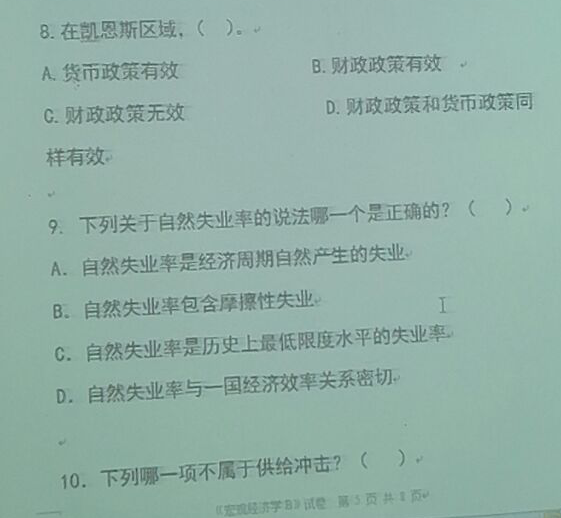 8. 在凯恩斯区域，（ ）。
A. 货币政策有效 B. 财政政策有效
C. 财政政策无效 D. 财政政策和货币政策同
样有效
9. 下列关于自然失业率的说法哪一个是正确的？（ ）
A. 自然失业率是经济周期自然产生的失业
B. 自然失业率包含摩擦性失业
C. 自然失业率是历史上最低限度水平的失业率
D. 自然失业率与一国经济效率关系密切
10. 下列哪一项不属于供给冲击？（ ）
《宏观经济学B》试卷 第 5 页 共 8 页